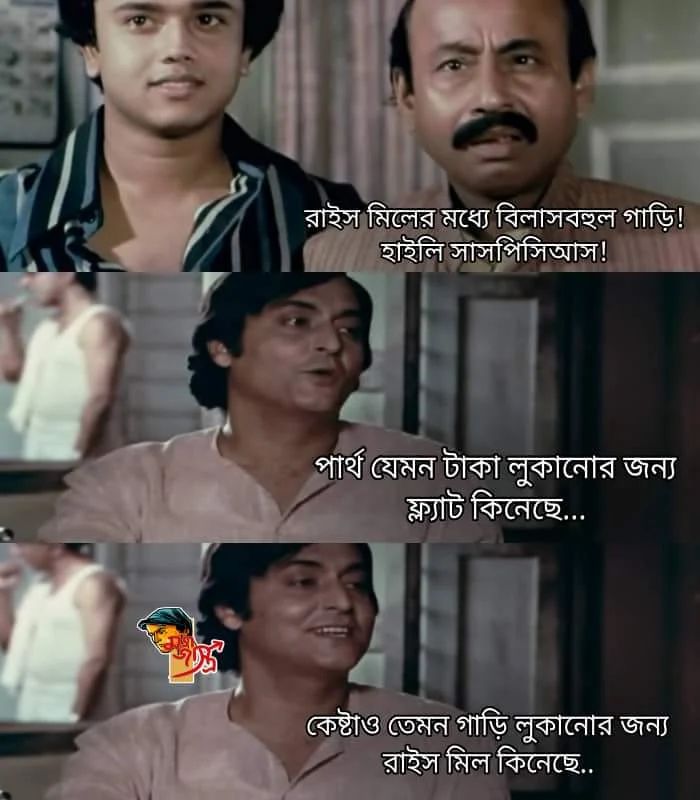 রাইস মিলের মধ্যে বিলাসবহুল গাড়ি!
হাইলি সাসপিসিআস!
পার্থ যেমন টাকা লুকানোর জন্য
ফ্ল্যাট কিনেছে...
কেষ্টাও তেমন গাড়ি লুকানোর জন্য
রাইস মিল কিনেছে..